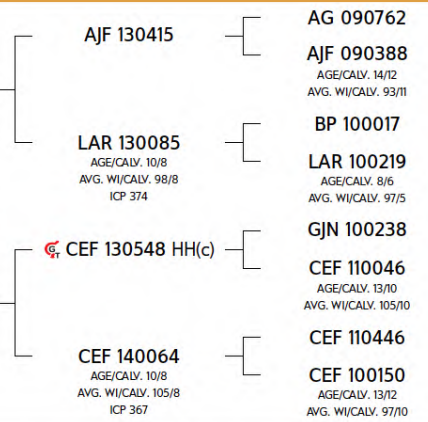 AJF 130415
AG 090762
AJF 090388
AGE/CALV. 14/12
AVG. WI/CALV. 93/11
LAR 130085
AGE/CALV. 10/8
AVG. WI/CALV. 98/8
ICP 374
BP 100017
LAR 100219
AGE/CALV. 8/6
AVG. WI/CALV. 97/5
GT CEF 130548 HH(c)
GJN 100238
CEF 110046
AGE/CALV. 13/10
AVG. WI/CALV. 105/10
CEF 140064
AGE/CALV. 10/8
AVG. WI/CALV. 105/8
ICP 367
CEF 110446
CEF 100150
AGE/CALV. 13/12
AVG. WI/CALV. 97/10